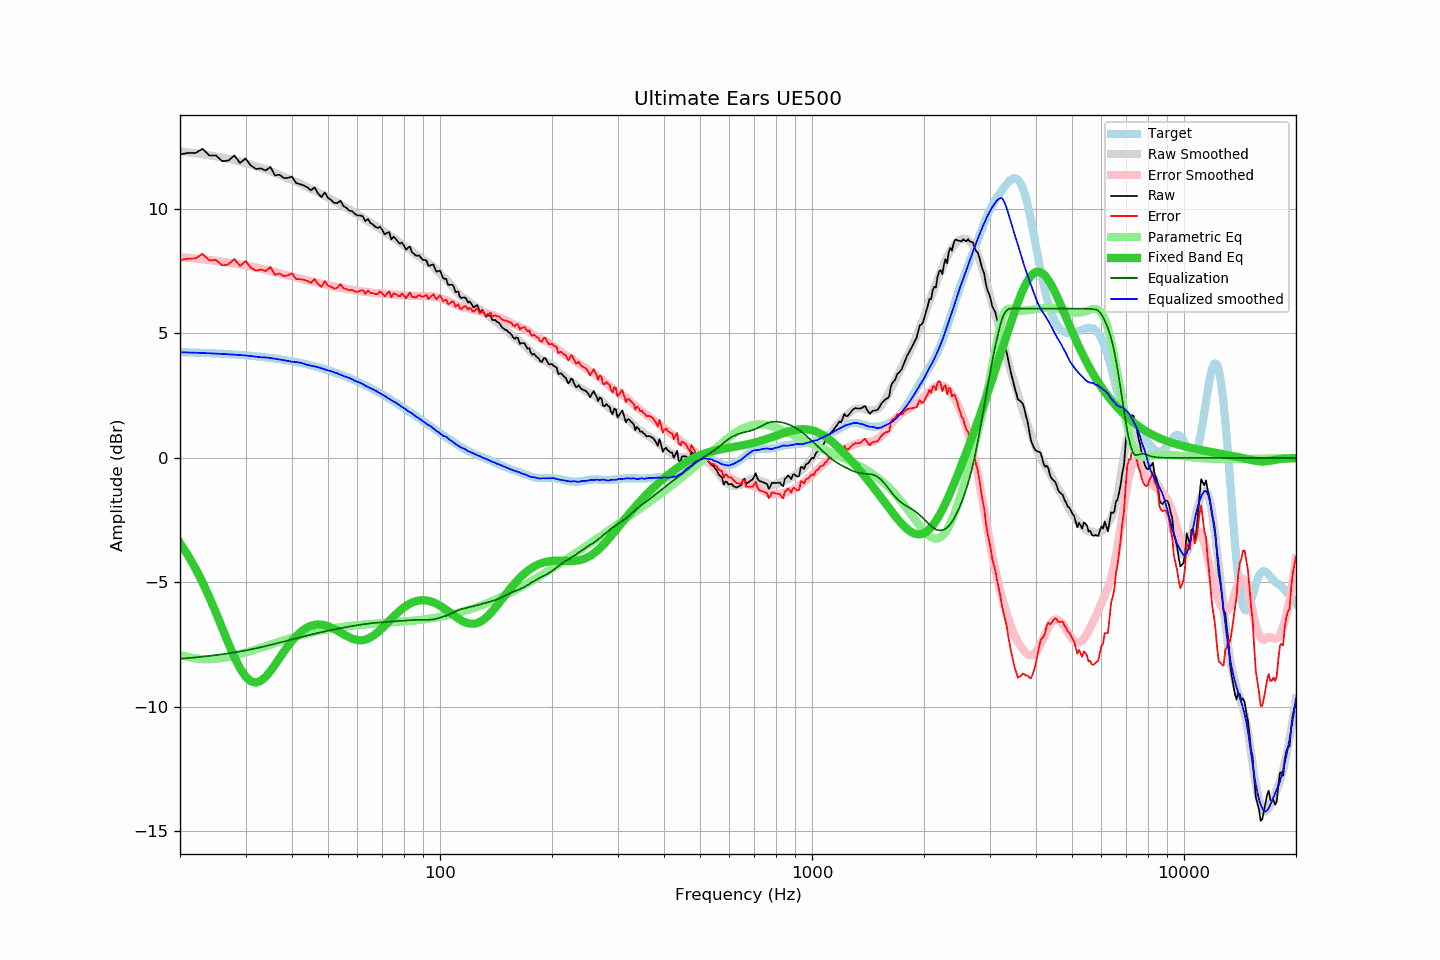 Ultimate Ears UE500
Target
Raw Smoothed
Error Smoothed
Raw
Error
Parametric Eq
Fixed Band Eq
Equalization
Equalized smoothed
10
5
0
−5
−10
−15
Amplitude (dBr)
100
1000
10000
Frequency (Hz)